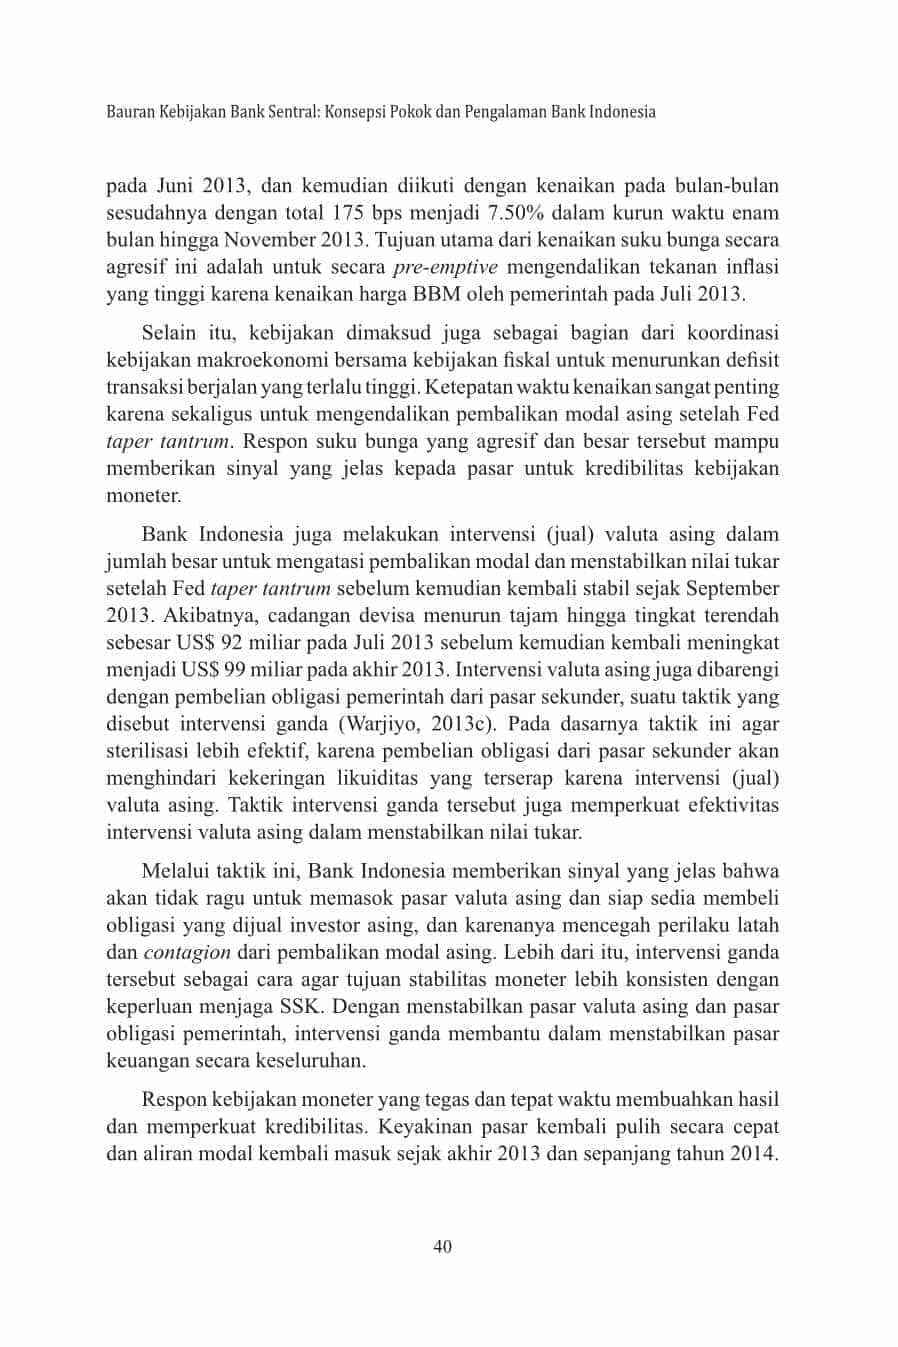 Bauran Kebijakan Bank Sentral: Konsepsi Pokok dan Pengalaman Bank Indonesia
pada Juni 2013, dan kemudian diikuti dengan kenaikan pada bulan-bulan
sesudahnya dengan total 175 bps menjadi 7.50% dalam kurun waktu enam
bulan hingga November 2013. Tujuan utama dari kenaikan suku bunga secara
agresif ini adalah untuk secara pre-emptive mengendalikan tekanan inflasi
yang tinggi karena kenaikan harga BBM oleh pemerintah pada Juli 2013.
Selain itu, kebijakan dimaksud juga sebagai bagian dari koordinasi
kebijakan makroekonomi bersama kebijakan fiskal untuk menurunkan defisit
transaksi berjalan yang terlalu tinggi. Ketepatan waktu kenaikan sangat penting
karena sekaligus untuk mengendalikan pembalikan modal asing setelah Fed
taper tantrum. Respon suku bunga yang agresif dan besar tersebut mampu
memberikan sinyal yang jelas kepada pasar untuk kredibilitas kebijakan
moneter.
Bank Indonesia juga melakukan intervensi (jual) valuta asing dalam
jumlah besar untuk mengatasi pembalikan modal dan menstabilkan nilai tukar
setelah Fed taper tantrum sebelum kemudian kembali stabil sejak September
2013. Akibatnya, cadangan devisa menurun tajam hingga tingkat terendah
sebesar US$ 92 miliar pada Juli 2013 sebelum kemudian kembali meningkat
menjadi US$ 99 miliar pada akhir 2013. Intervensi valuta asing juga dibarengi
dengan pembelian obligasi pemerintah dari pasar sekunder, suatu taktik yang
disebut intervensi ganda (Warjiyo, 2013c). Pada dasarnya taktik ini agar
sterilisasi lebih efektif, karena pembelian obligasi dari pasar sekunder akan
menghindari kekeringan likuiditas yang terserap karena intervensi (jual)
valuta asing. Taktik intervensi ganda tersebut juga memperkuat efektivitas
intervensi valuta asing dalam menstabilkan nilai tukar.
Melalui taktik ini, Bank Indonesia memberikan sinyal yang jelas bahwa
akan tidak ragu untuk memasok pasar valuta asing dan siap sedia membeli
obligasi yang dijual investor asing, dan karenanya mencegah perilaku latah
dan contagion dari pembalikan modal asing. Lebih dari itu, intervensi ganda
tersebut sebagai cara agar tujuan stabilitas moneter lebih konsisten dengan
keperluan menjaga SSK. Dengan menstabilkan pasar valuta asing dan pasar
obligasi pemerintah, intervensi ganda membantu dalam menstabilkan pasar
keuangan secara keseluruhan.
Respon kebijakan moneter yang tegas dan tepat waktu membuahkan hasil
dan memperkuat kredibilitas. Keyakinan pasar kembali pulih secara cepat
dan aliran modal kembali masuk sejak akhir 2013 dan sepanjang tahun 2014.
40